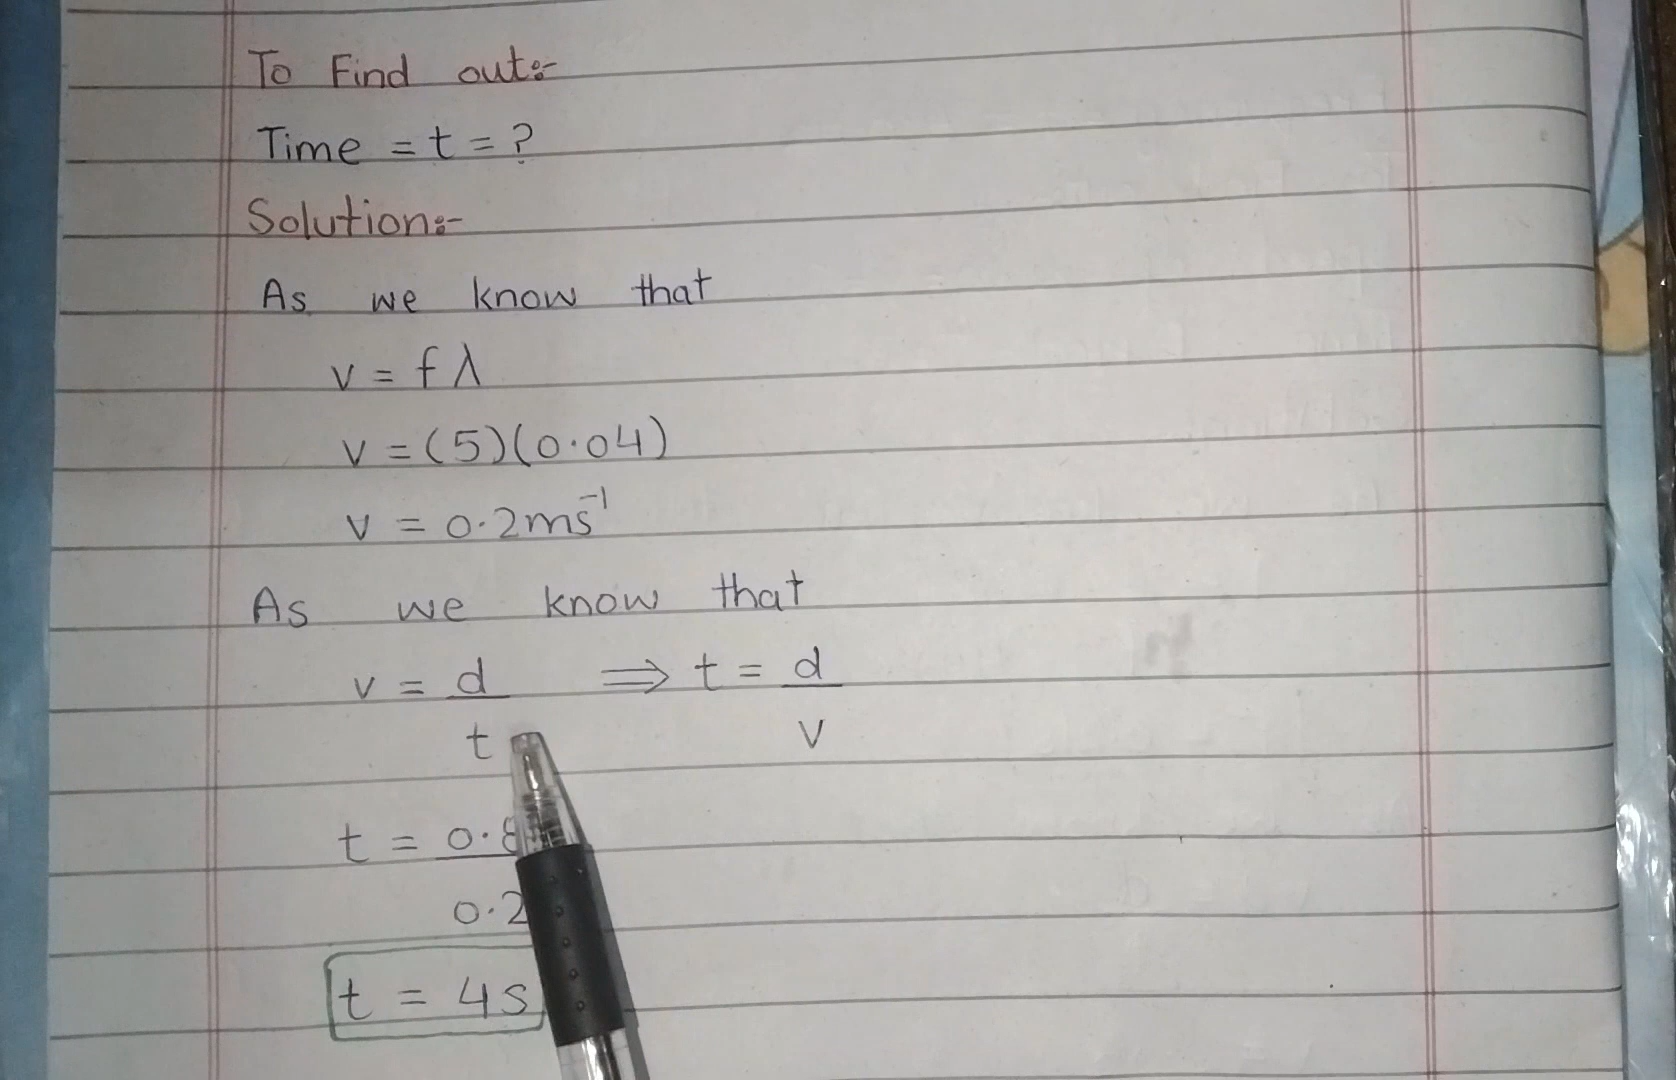 To Find out:-
Time = t = ?
Solution:-
As we know that
v = fλ
v = (5)(0.04)
v = 0.2ms⁻¹
As we know that
v = d/t ⟹ t = d/v
t = 0.8/0.2
t = 4s